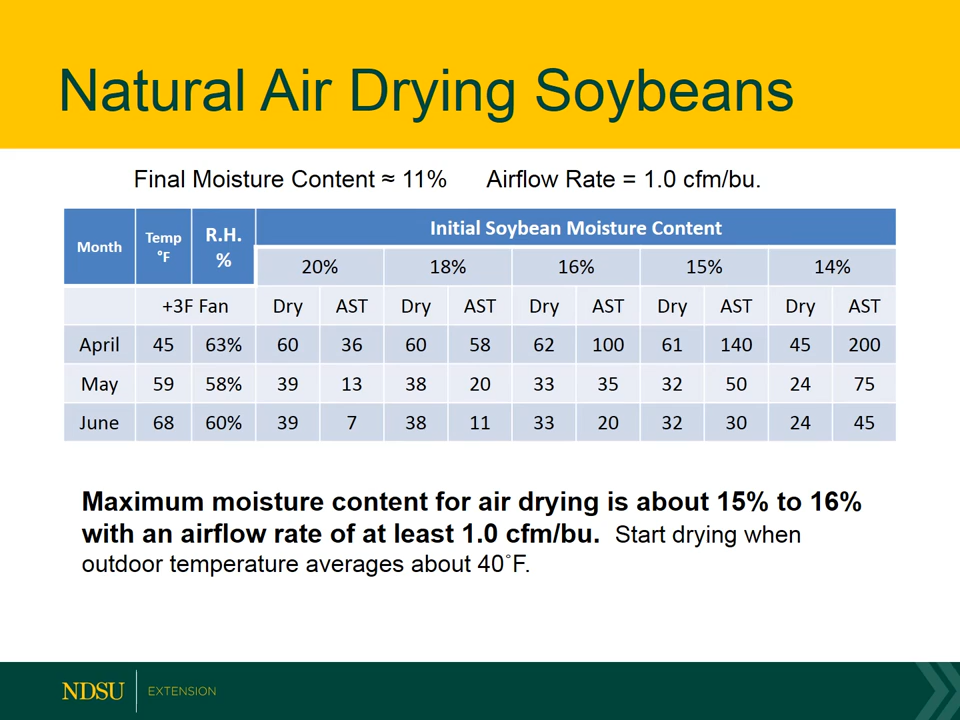 Natural Air Drying Soybeans
Final Moisture Content ≈ 11% Airflow Rate = 1.0 cfm/bu.
Month Temp °F R.H. % Initial Soybean Moisture Content
20% 18% 16% 15% 14%
+3F Fan Dry AST Dry AST Dry AST Dry AST Dry AST
April 45 63% 60 36 60 58 62 100 61 140 45 200
May 59 58% 39 13 38 20 33 35 32 50 24 75
June 68 60% 39 7 38 11 33 20 32 30 24 45
Maximum moisture content for air drying is about 15% to 16%
with an airflow rate of at least 1.0 cfm/bu. Start drying when
outdoor temperature averages about 40°F.
NDSU EXTENSION